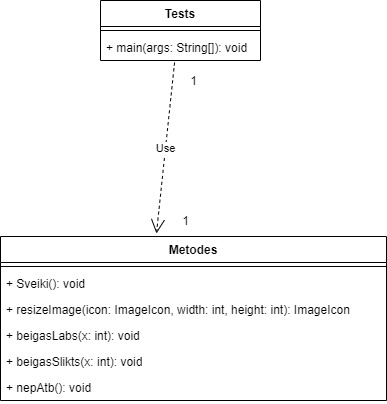 Tests
+ main(args: String[]): void
1
Use
1
Metodes
+ Sveiki(): void
+ resizeImage(icon: ImageIcon, width: int, height: int): ImageIcon
+ beigasLabs(x: int): void
+ beigasSlikts(x: int): void
+ nepAtb(): void